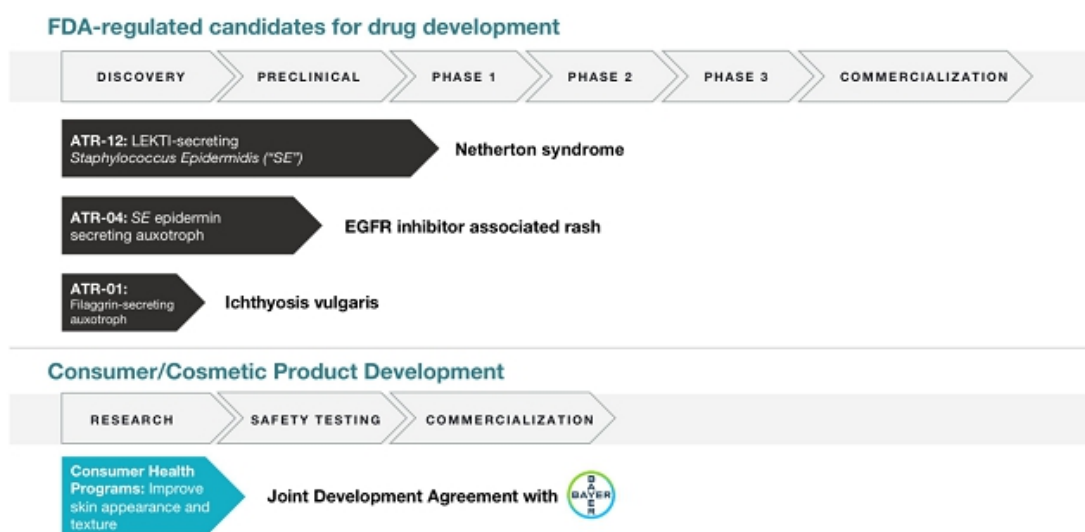 FDA-regulated candidates for drug development
DISCOVERY PRECLINICAL PHASE 1 PHASE 2 PHASE 3 COMMERCIALIZATION
ATR-12: LEKTI-secreting
Staphylococcus Epidermidis ("SE")
Netherton syndrome
ATR-04: SE epidermin
secreting auxotroph
EGFR inhibitor associated rash
ATR-01:
Filaggrin-secreting
auxotroph
Ichthyosis vulgaris
Consumer/Cosmetic Product Development
RESEARCH SAFETY TESTING COMMERCIALIZATION
Consumer Health
Programs: Improve
skin appearance and
texture
Joint Development Agreement with
BAYER
BAYER